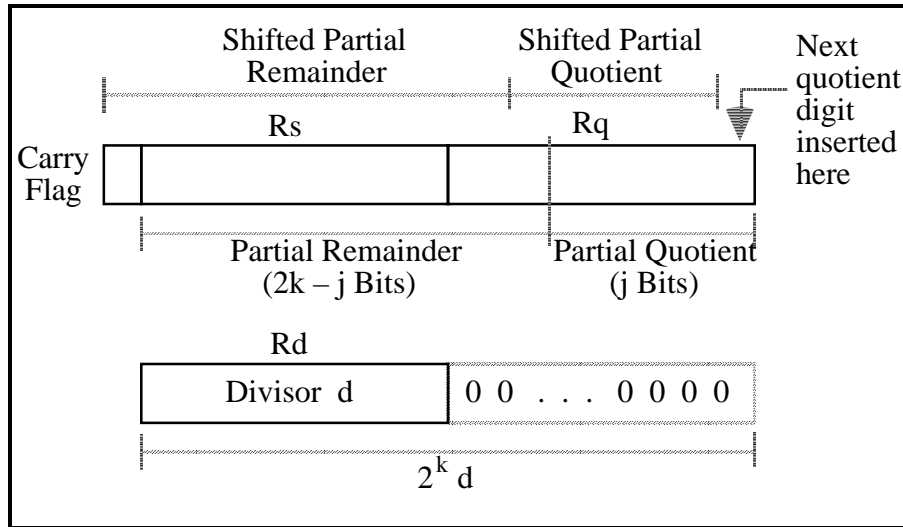 Shifted Partial
Remainder
Shifted Partial
Quotient
Next
quotient
digit
inserted
here
Rs
Rq
Carry
Flag
Partial Remainder
(2k – j Bits)
Partial Quotient
(j Bits)
Rd
Divisor d
0 0 . . . 0 0 0 0
2^k d